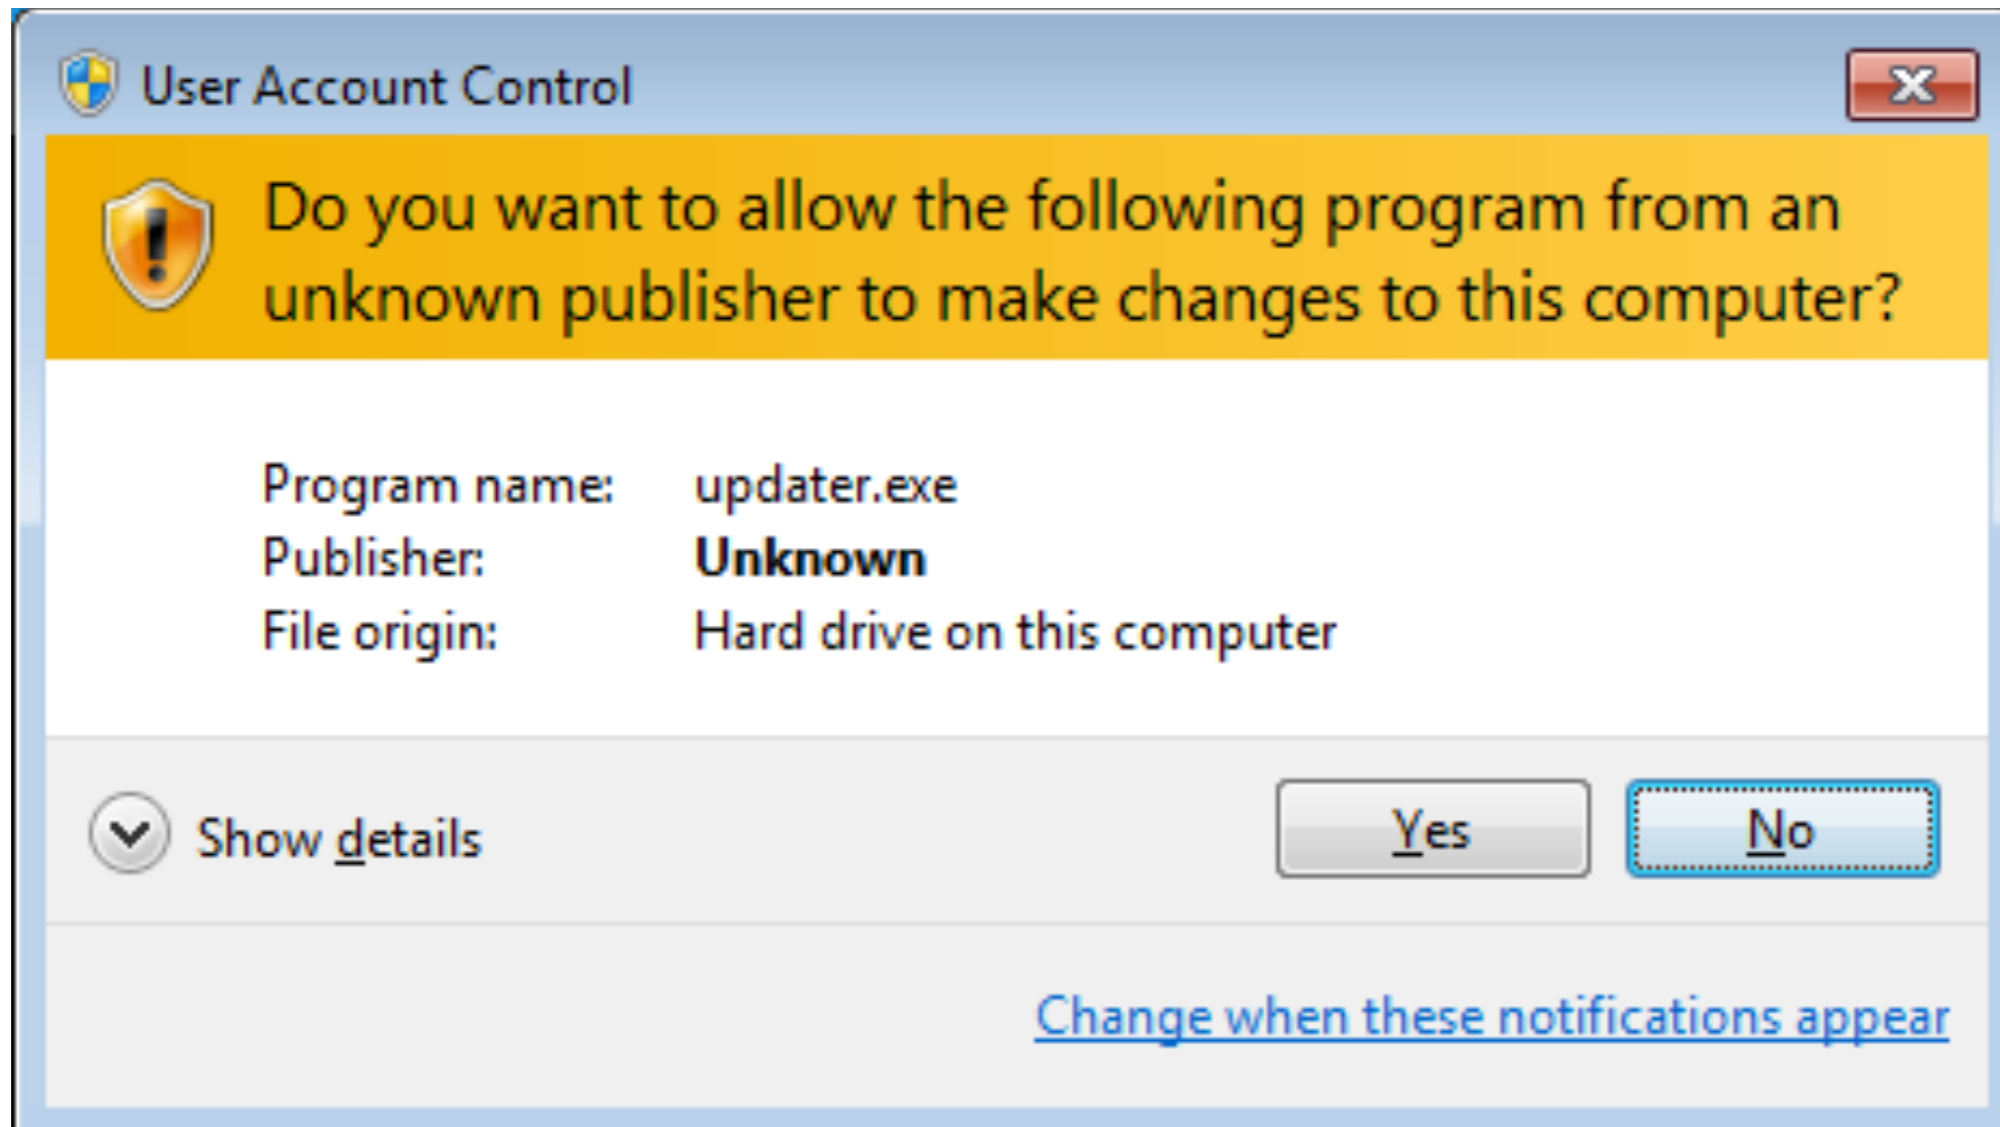 User Account Control
Do you want to allow the following program from an
unknown publisher to make changes to this computer?
Program name: updater.exe
Publisher: Unknown
File origin: Hard drive on this computer
Show details
Yes
No
Change when these notifications appear